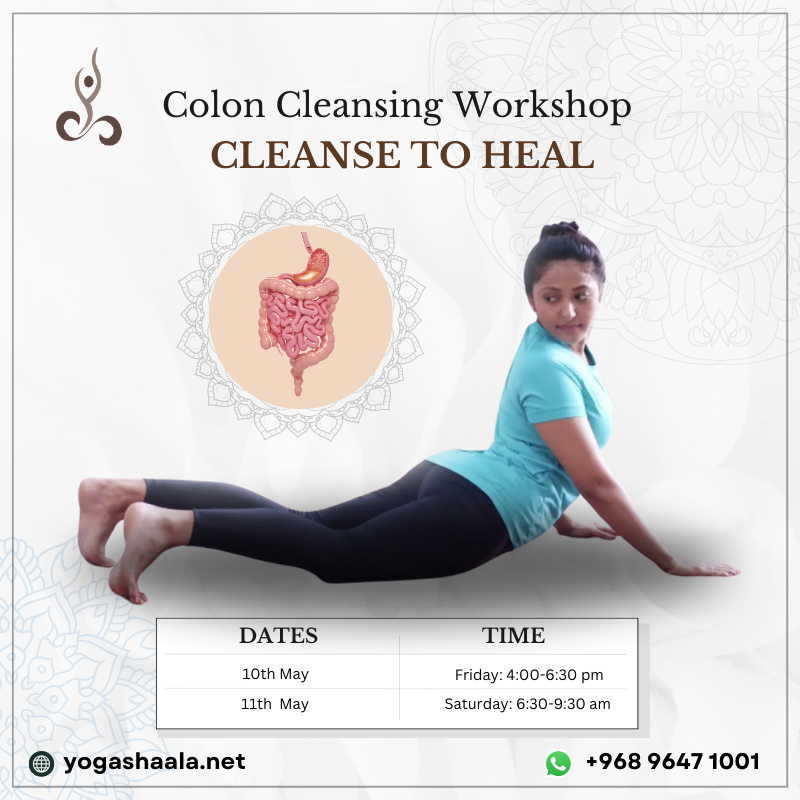 Colon Cleansing Workshop
CLEANSE TO HEAL
DATES TIME
10th May Friday: 4:00-6:30 pm
11th May Saturday: 6:30-9:30 am
yogashaala.net +968 9647 1001